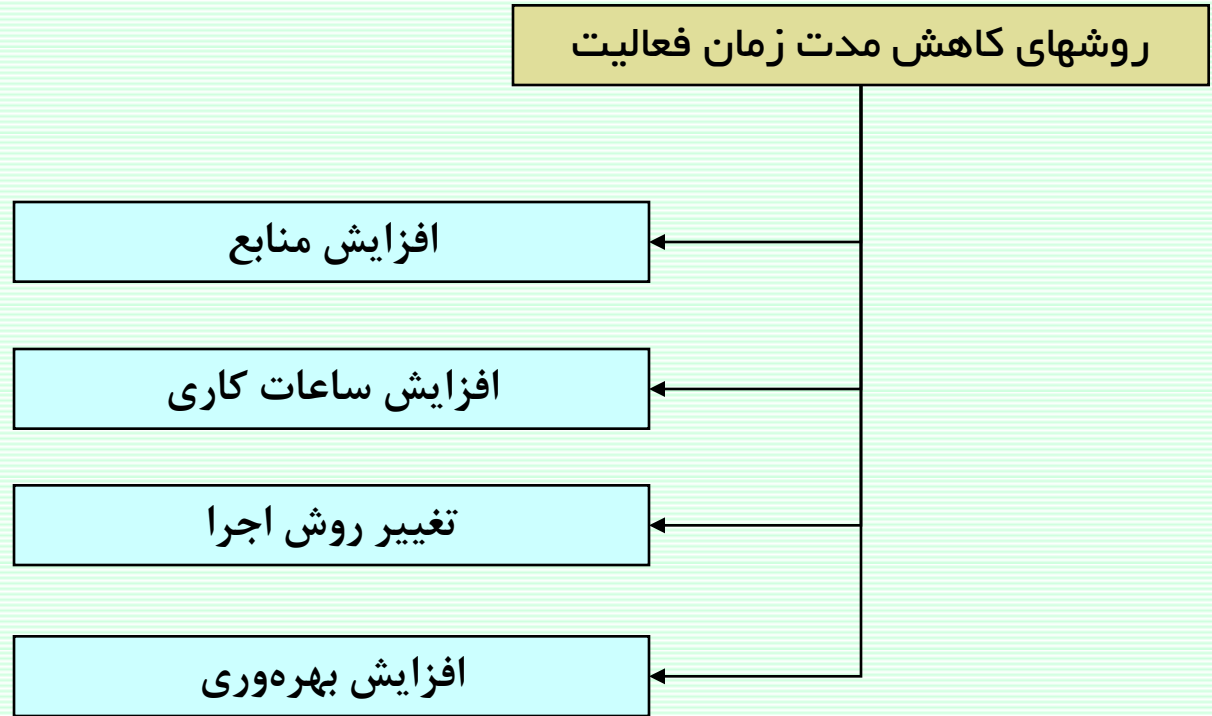 روشهای کاهش مدت زمان فعالیت
افزایش منابع
افزایش ساعات کاری
تغییر روش اجرا
افزایش بهره‌وری